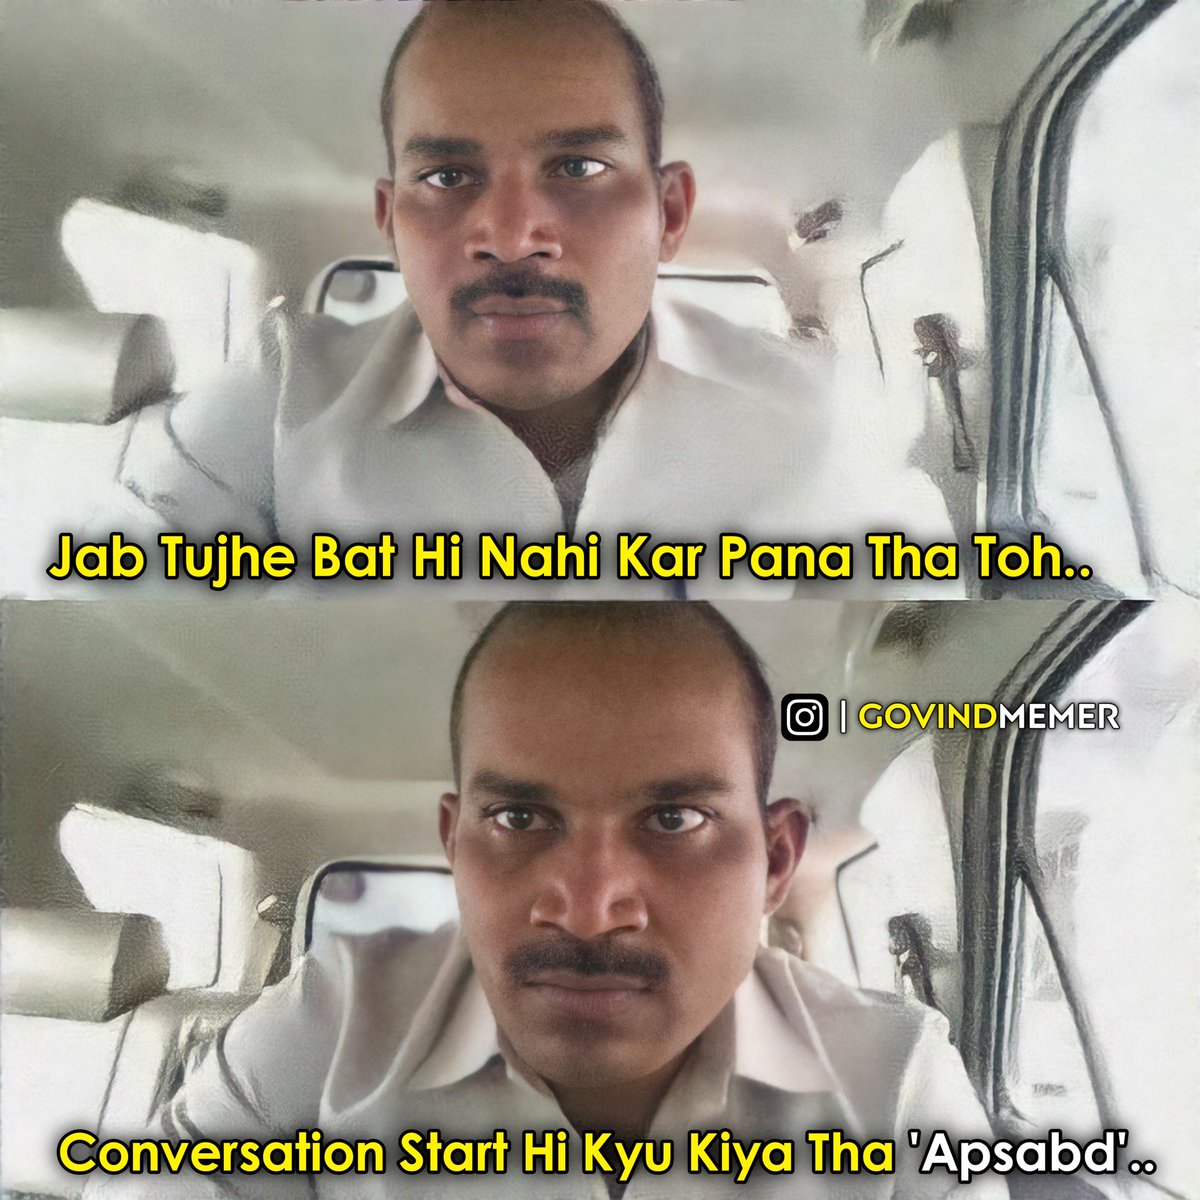 Jab Tujhe Bat Hi Nahi Kar Pana Tha Toh..
| GOVINDMEMER
Conversation Start Hi Kyu Kiya Tha 'Apsabd'..